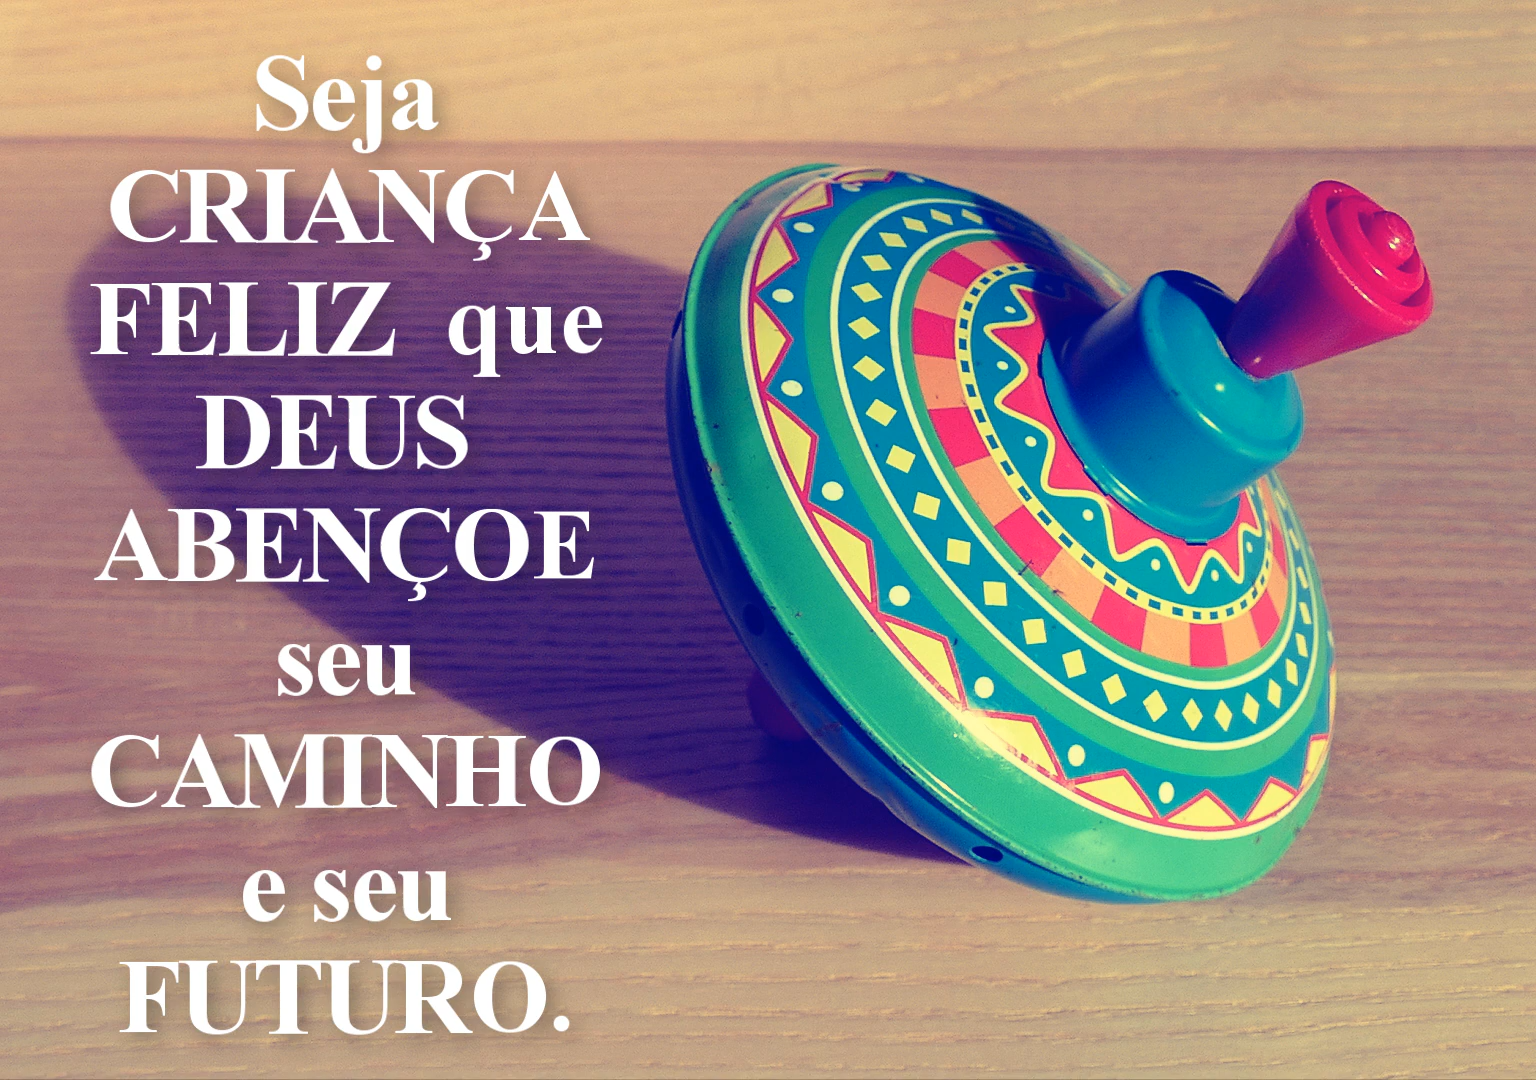 Seja
CRIANÇA
FELIZ que
DEUS
ABENÇOE
seu
CAMINHO
e seu
FUTURO.